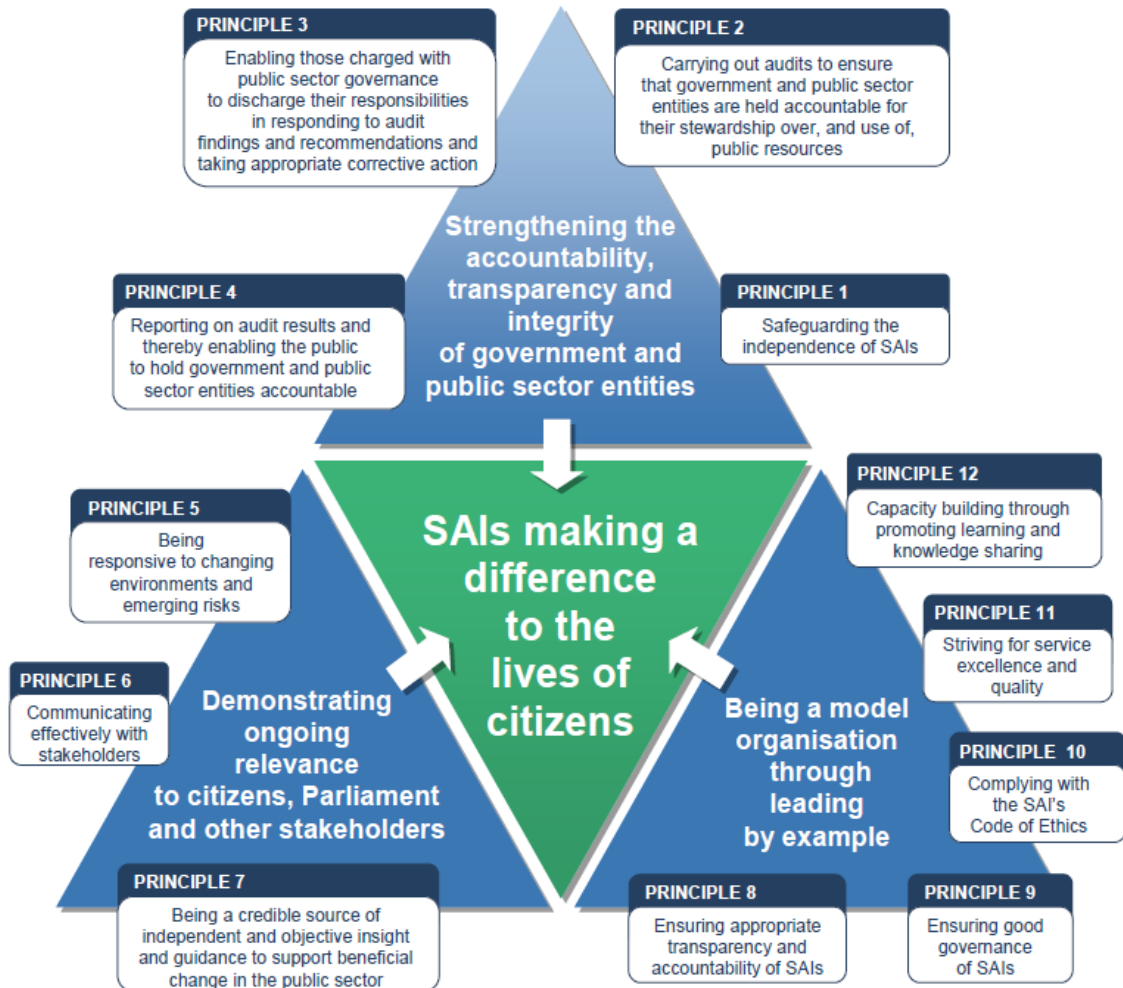 PRINCIPLE 3
Enabling those charged with
public sector governance
to discharge their responsibilities
in responding to audit
findings and recommendations and
taking appropriate corrective action
PRINCIPLE 2
Carrying out audits to ensure
that government and public sector
entities are held accountable for
their stewardship over, and use of,
public resources
Strengthening the
accountability,
transparency and
integrity
of government and
public sector entities
PRINCIPLE 4
Reporting on audit results and
thereby enabling the public
to hold government and public
sector entities accountable
PRINCIPLE 1
Safeguarding the
independence of SAIs
PRINCIPLE 5
Being
responsive to changing
environments and
emerging risks
SAIs making a
difference
to the
lives of
citizens
PRINCIPLE 12
Capacity building through
promoting learning and
knowledge sharing
PRINCIPLE 11
Striving for service
excellence and
quality
PRINCIPLE 6
Communicating
effectively with
stakeholders
Demonstrating
ongoing
relevance
to citizens, Parliament
and other stakeholders
Being a model
organisation
through
leading
by example
PRINCIPLE 10
Complying with
the SAI's
Code of Ethics
PRINCIPLE 7
Being a credible source of
independent and objective insight
and guidance to support beneficial
change in the public sector
PRINCIPLE 8
Ensuring appropriate
transparency and
accountability of SAIs
PRINCIPLE 9
Ensuring good
governance
of SAIs